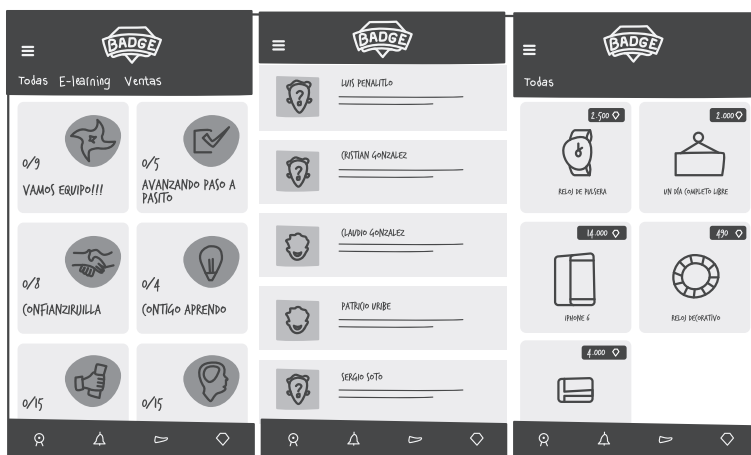 BADGE
Todas E-learning Ventas
0/9
VAMOS EQUIPO!!!
0/5
AVANZANDO PASO A
PASITO
0/8
CONFIANZIRIJILLA
0/4
CONTIGO APRENDO
0/15
0/15
BADGE
LUIS PENALITLO
CRISTIAN GONZALEZ
CLAUDIO GONZALEZ
PATRICIO URIBE
SERGIO SOTO
BADGE
Todas
2.500
RELOJ DE PULSERA
2.000
UN DÍA COMPLETO LIBRE
14.000
IPHONE 6
490
RELOJ DECORATIVO
4.000